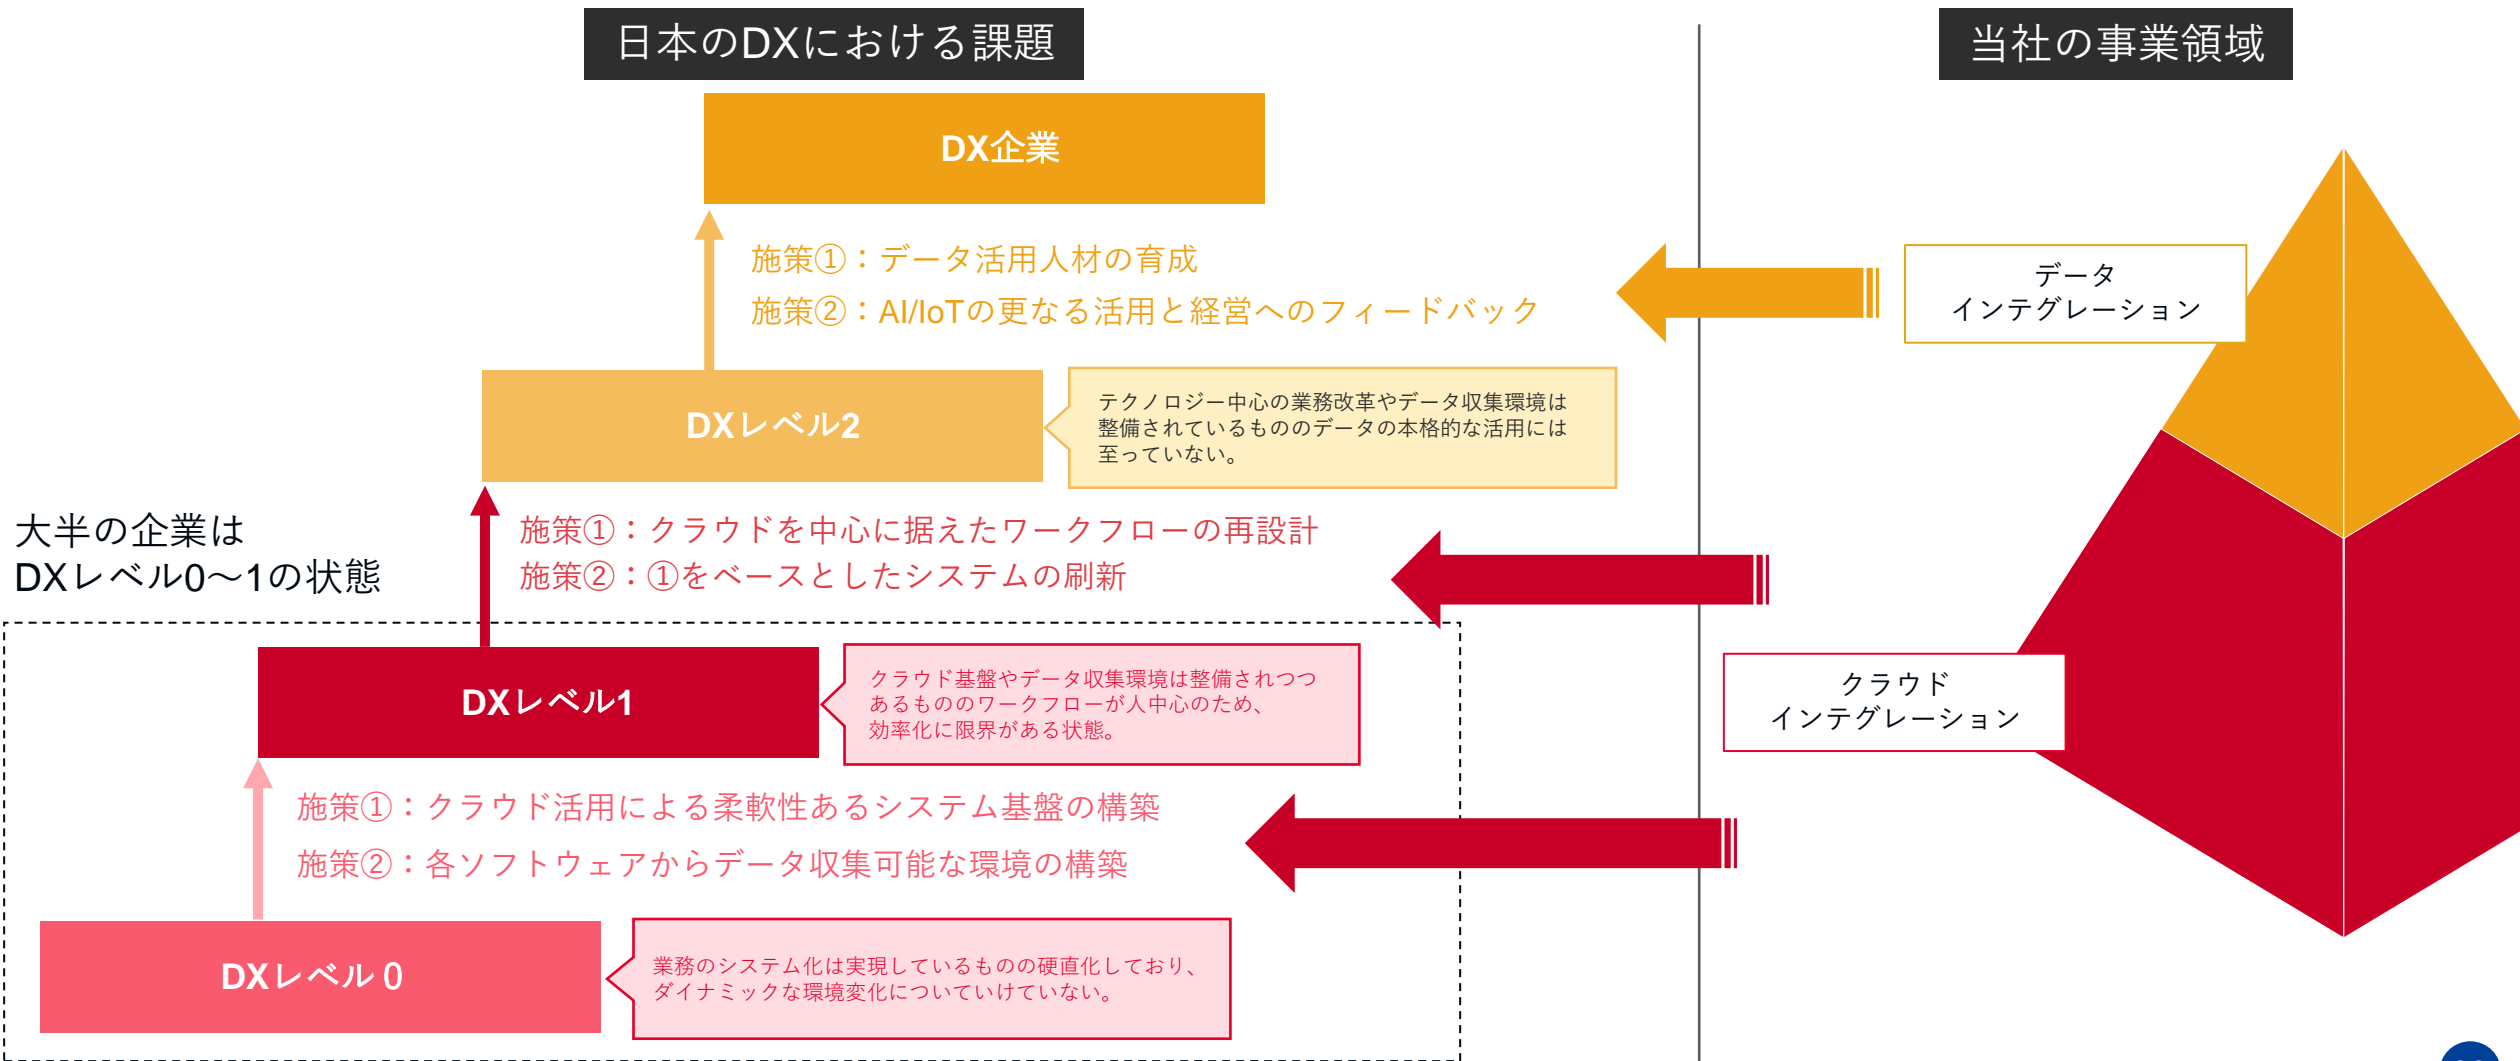 日本のDXにおける課題
当社の事業領域
DX企業
施策①：データ活用人材の育成
施策②：AI/IoTの更なる活用と経営へのフィードバック
データ
インテグレーション
DXレベル2
テクノロジー中心の業務改革やデータ収集環境は
整備されているもののデータの本格的な活用には
至っていない。
大半の企業は
DXレベル0～1の状態
施策①：クラウドを中心に据えたワークフローの再設計
施策②：①をベースとしたシステムの刷新
DXレベル1
クラウド基盤やデータ収集環境は整備されつつ
あるもののワークフローが人中心のため、
効率化に限界がある状態。
クラウド
インテグレーション
施策①：クラウド活用による柔軟性あるシステム基盤の構築
施策②：各ソフトウェアからデータ収集可能な環境の構築
DXレベル０
業務のシステム化は実現しているものの硬直化しており、
ダイナミックな環境変化についていけていない。